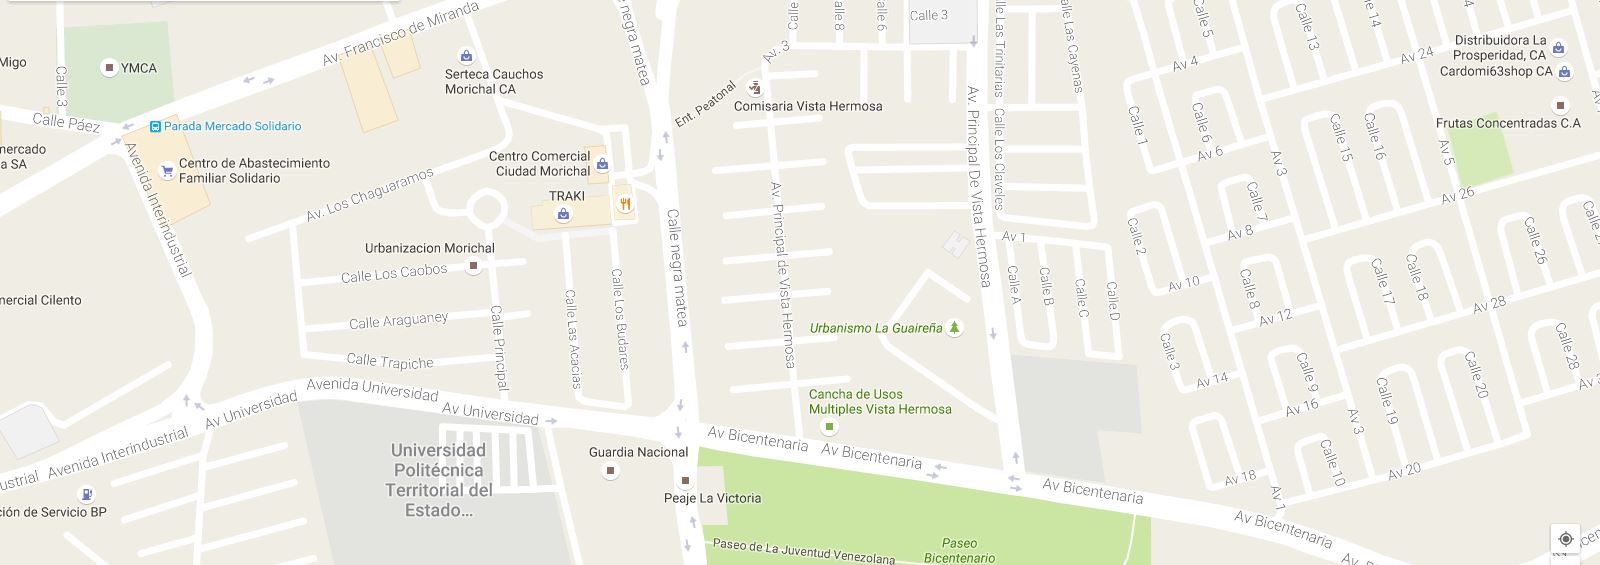 Migo
YMCA
Calle 3
Calle Páez
mercado
a SA
Parada Mercado Solidario
Centro de Abastecimiento
Familiar Solidario
Avenida Interindustrial
Av. Francisco de Miranda
Serteca Cauchos
Morichal CA
Centro Comercial
Ciudad Morichal
TRAKI
Av. Los Chaguaramos
Urbanizacion Morichal
Calle Los Caobos
Calle Araguaney
Calle Trapiche
Calle Principal
Calle Las Acacias
Calle Los Budares
mercial Cilento
Avenida Universidad
Av Universidad
Av Universidad
Avenida Interindustrial
ustrial
ción de Servicio BP
Universidad
Politécnica
Territorial del
Estado...
Guardia Nacional
Peaje La Victoria
e negra matea
Calle negra matea
Ent. Peatonal
Av. 3
Calle
Calle 8
Calle 6
Calle 3
Comisaria Vista Hermosa
Av. Principal de Vista Hermosa
Av. Principal De Vista Hermosa
Calle Las Trinitarias
Calle Los Claveles
Calle Las Cayenas
Av 1
Calle A
Calle B
Calle C
Calle D
Urbanismo La Guaireña
Cancha de Usos
Multiples Vista Hermosa
Av Bicentenaria
Av Bicentenaria
Av Bicentenaria
Av Bicentenaria
Av Bic
Paseo de La Juventud Venezolana
Paseo
Bicentenario
Calle 5
Av 4
Calle 13
Calle 14
Av 24
Distribuidora La
Prosperidad, CA
Cardomi63shop CA
Frutas Concentradas C.A
Calle 1
Calle 6
Av 6
Av 3
Calle 15
Calle 16
Av 5
Av 26
Calle 2
Calle 7
Av 8
Av 10
Calle 8
Av 12
Calle 17
Calle 18
Av 28
Calle 26
Calle 3
Av 14
Calle 9
Av 16
Av 3
Calle 19
Calle 20
Calle 28
Av 18
Calle 10
Av 20
Av 1